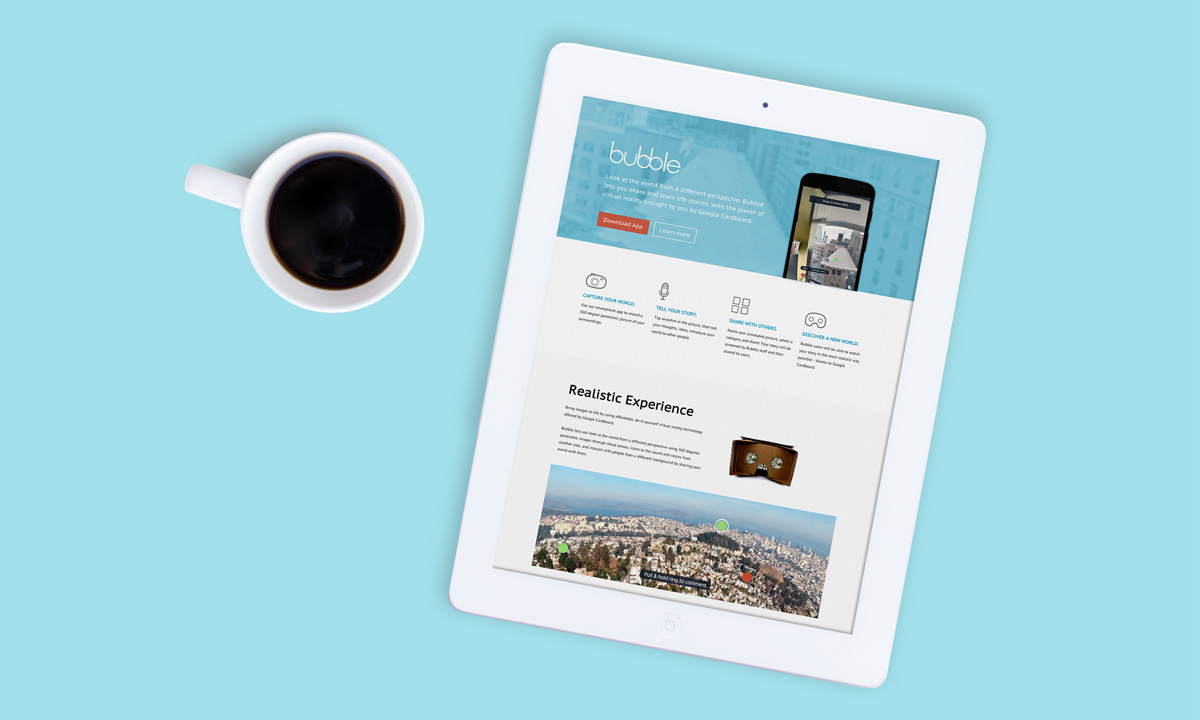 bubble
Look at the world from a different perspecive. Bubble
lets you share and learn life stories, with the power of
virtual reality brought to you by Google Cardboard.
Download App
Learn more
CAPTURE YOUR WORLD.
Use our smartphone app to record a
360 degree panoramic picture of your
surroundings.
TELL YOUR STORY.
Tap anywhere in the picture, then tell
your thoughts, ideas, introduce your
world to other people.
SHARE WITH OTHERS.
Name your annotated picture, select a
category and share! Your story will be
screened by Bubble staff and then
shared to users.
DISCOVER A NEW WORLD.
Bubble users will be able to watch
your story in the most realistic way
possible - thanks to Google
Cardboard.
Realistic Experience
Bring images to life by using affordable, do-it-yourself virtual reality technology
offered by Google Cardboard.
Bubble lets you look at the world from a different perspective using 360 degrees
panoramic images through these lenses, listen to the sound and voices from
another side, and interact with people from a different background by sharing your
world with them.
Pull & hold ring to comment